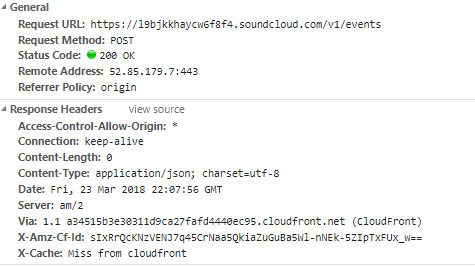 General
Request URL: https://l9bjkkhaycw6f8f4.soundcloud.com/v1/events
Request Method: POST
Status Code: 200 OK
Remote Address: 52.85.179.7:443
Referrer Policy: origin
Response Headers view source
Access-Control-Allow-Origin: *
Connection: keep-alive
Content-Length: 0
Content-Type: application/json; charset=utf-8
Date: Fri, 23 Mar 2018 22:07:56 GMT
Server: am/2
Via: 1.1 a34515b3e30311d9ca27fafd4440ec95.cloudfront.net (CloudFront)
X-Amz-Cf-Id: sIxRrQcKNzVENJ7q45CrNaa5QkiaZuGuBa5Wl-nNEk-5ZIpTxFUx_w==
X-Cache: Miss from cloudfront